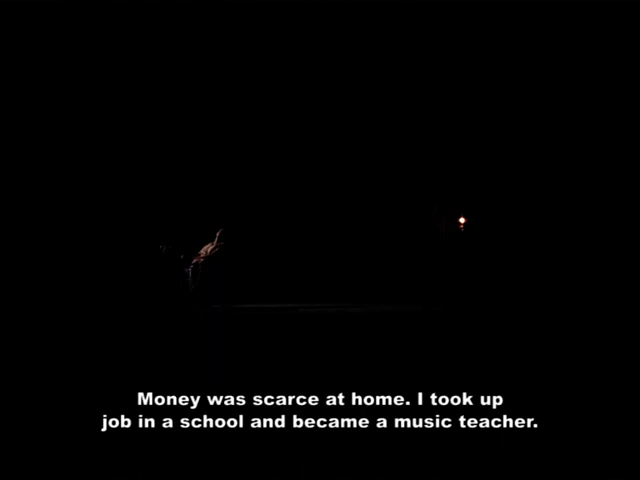 Money was scarce at home. I took up
job in a school and became a music teacher.